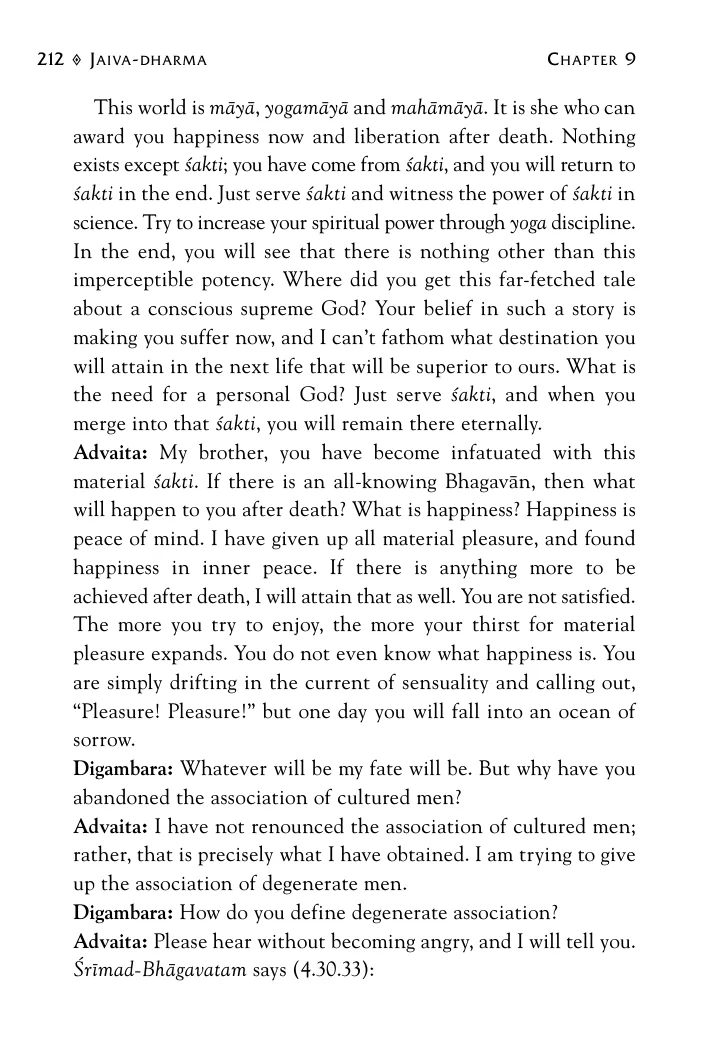 212 ◊ JAIVA-DHARMA CHAPTER 9
This world is māyā, yogamāyā and mahāmāyā. It is she who can
award you happiness now and liberation after death. Nothing
exists except śakti; you have come from śakti, and you will return to
śakti in the end. Just serve śakti and witness the power of śakti in
science. Try to increase your spiritual power through yoga discipline.
In the end, you will see that there is nothing other than this
imperceptible potency. Where did you get this far-fetched tale
about a conscious supreme God? Your belief in such a story is
making you suffer now, and I can’t fathom what destination you
will attain in the next life that will be superior to ours. What is
the need for a personal God? Just serve śakti, and when you
merge into that śakti, you will remain there eternally.
Advaita: My brother, you have become infatuated with this
material śakti. If there is an all-knowing Bhagavān, then what
will happen to you after death? What is happiness? Happiness is
peace of mind. I have given up all material pleasure, and found
happiness in inner peace. If there is anything more to be
achieved after death, I will attain that as well. You are not satisfied.
The more you try to enjoy, the more your thirst for material
pleasure expands. You do not even know what happiness is. You
are simply drifting in the current of sensuality and calling out,
“Pleasure! Pleasure!” but one day you will fall into an ocean of
sorrow.
Digambara: Whatever will be my fate will be. But why have you
abandoned the association of cultured men?
Advaita: I have not renounced the association of cultured men;
rather, that is precisely what I have obtained. I am trying to give
up the association of degenerate men.
Digambara: How do you define degenerate association?
Advaita: Please hear without becoming angry, and I will tell you.
Śrīmad-Bhāgavatam says (4.30.33):